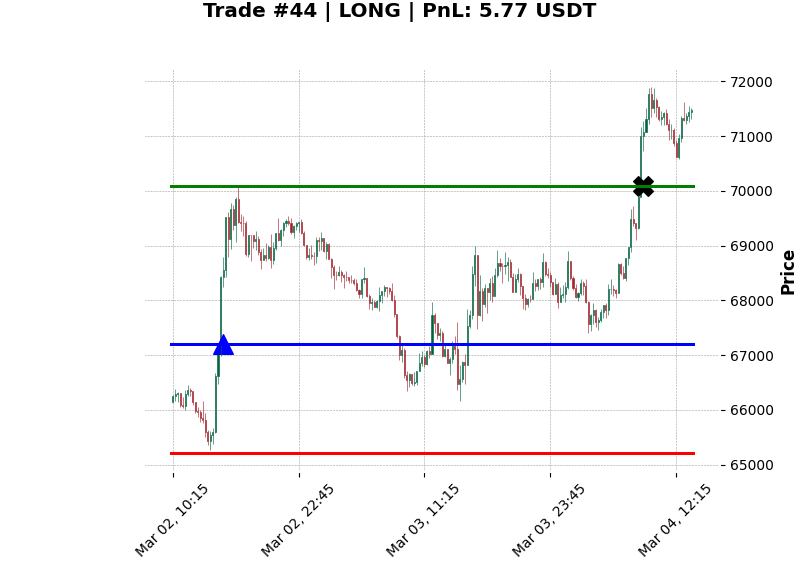 Trade #44 | LONG | PnL: 5.77 USDT
72000
71000
70000
69000
68000
67000
66000
65000
Price
Mar 02, 10:15
Mar 02, 22:45
Mar 03, 11:15
Mar 03, 23:45
Mar 04, 12:15